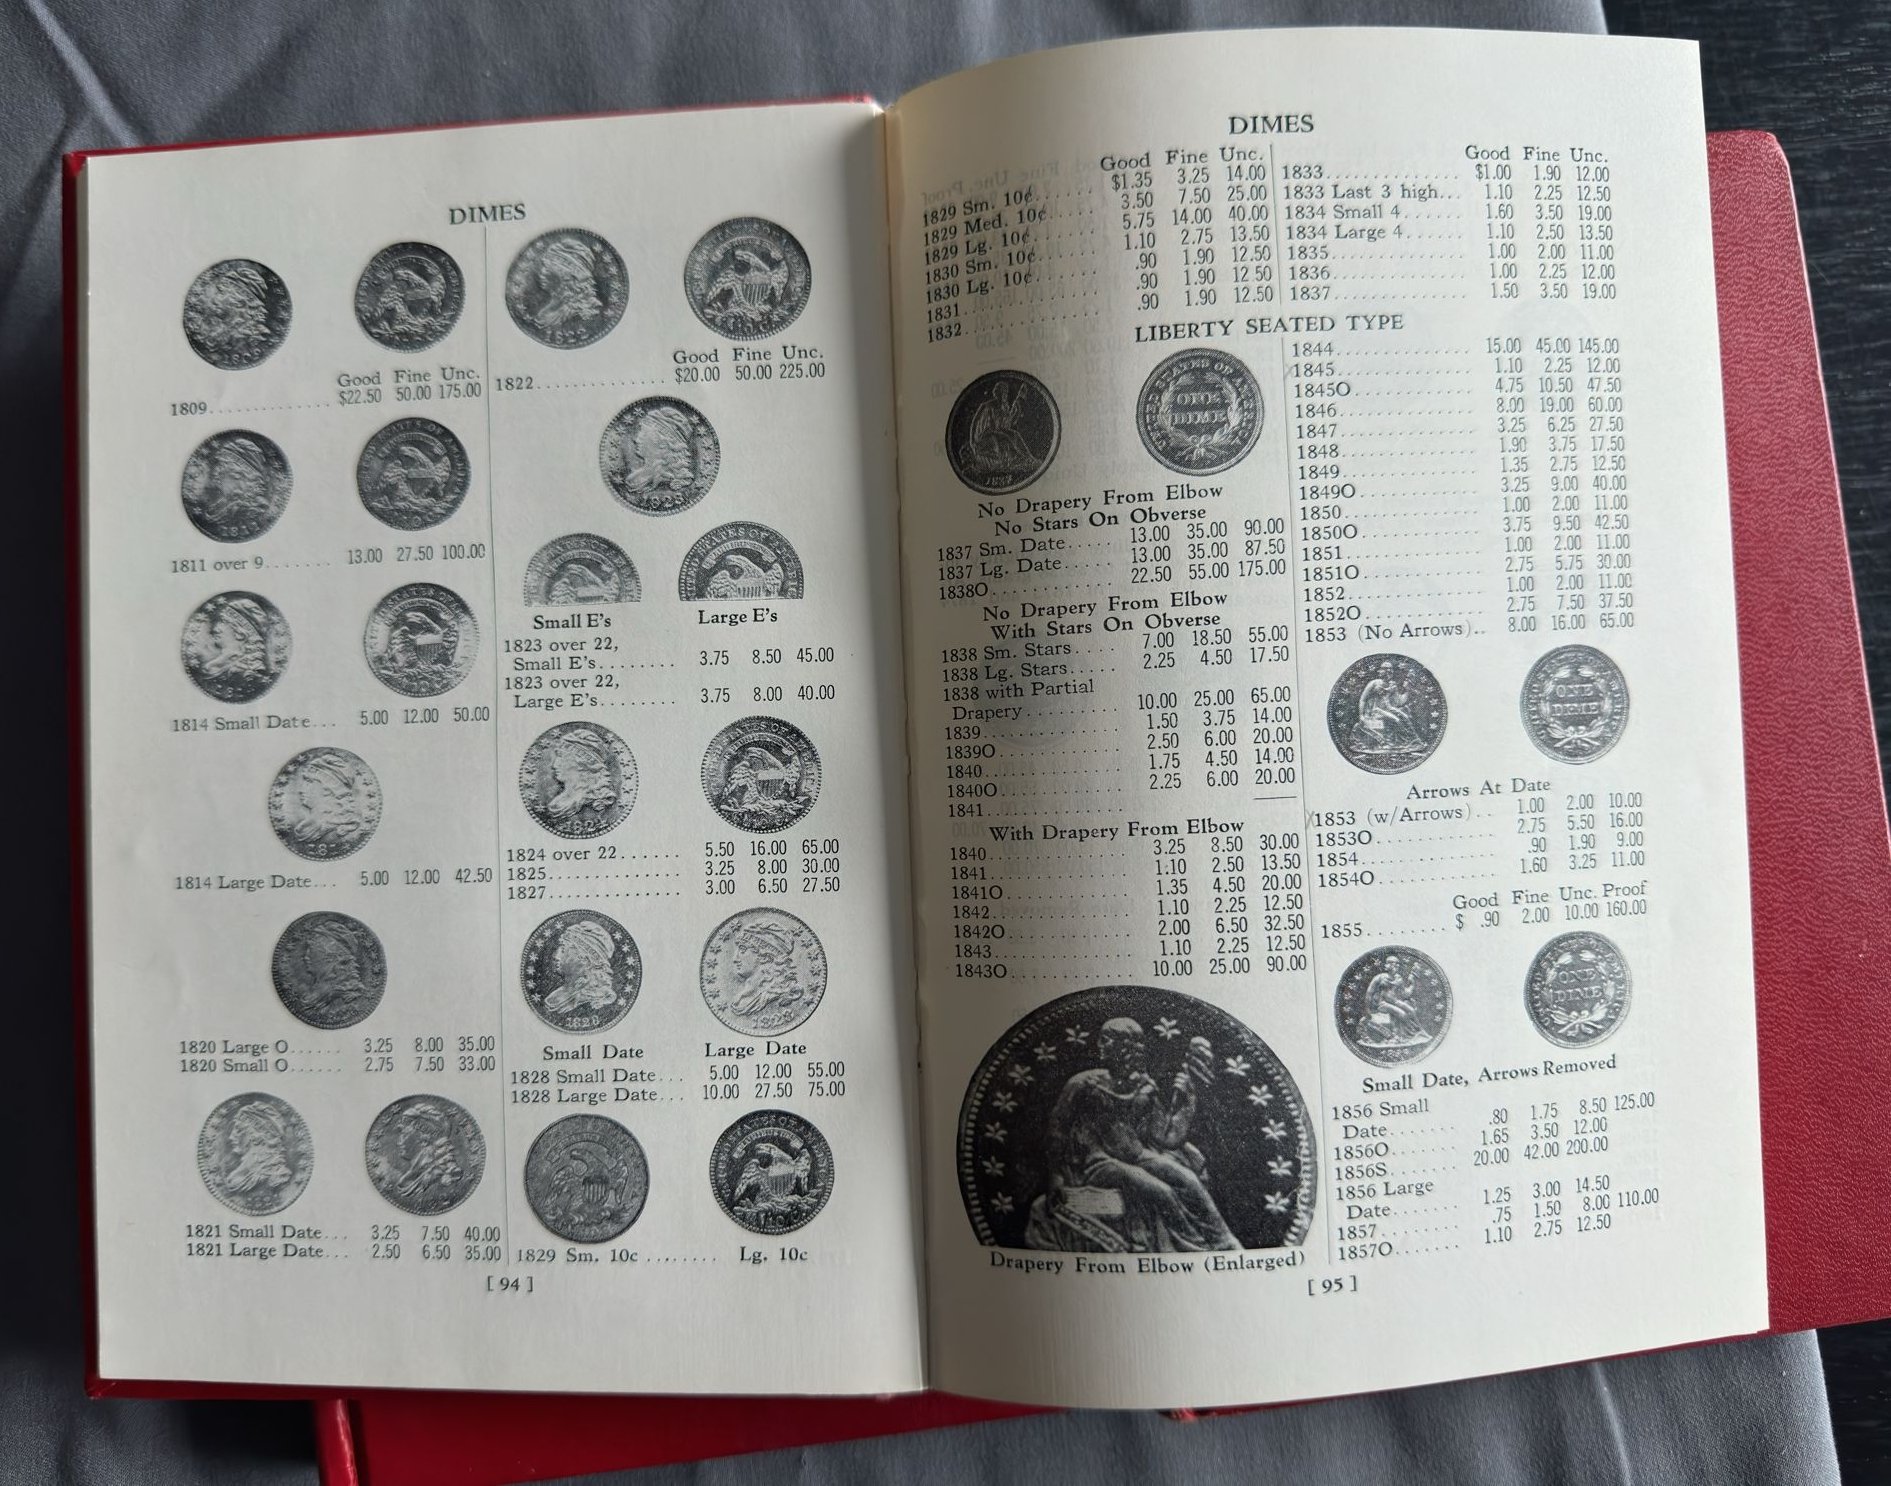 DIMES
Good Fine Unc.
1809............ $22.50 50.00 175.00
1811 over 9....... 13.00 27.50 100.00
1814 Small Date... 5.00 12.00 50.00
1814 Large Date... 5.00 12.00 42.50
1820 Large O...... 3.25 8.00 35.00
1820 Small O...... 2.75 7.50 33.00
1821 Small Date... 3.25 7.50 40.00
1821 Large Date... 2.50 6.50 35.00
Good Fine Unc.
1822............. $20.00 50.00 225.00
1823
Small E's Large E's
1823 over 22,
Small E's........ 3.75 8.50 45.00
1823 over 22,
Large E's........ 3.75 8.00 40.00
1824 over 22...... 5.50 16.00 65.00
1825............. 3.25 8.00 30.00
1827............. 3.00 6.50 27.50
1828 1828
Small Date Large Date
1828 Small Date... 5.00 12.00 55.00
1828 Large Date... 10.00 27.50 75.00
1829 Sm. 10c ........ Lg. 10c
[ 94 ]
DIMES
Good Fine Unc.
1829 Sm. 10¢...... $1.35 3.25 14.00
1829 Med. 10¢..... 3.50 7.50 25.00
1829 Lg. 10¢...... 5.75 14.00 40.00
1830 Sm. 10¢...... 1.10 2.75 13.50
1830 Lg. 10¢...... .90 1.90 12.50
1831............. .90 1.90 12.50
1832............. .90 1.90 12.50
Good Fine Unc.
1833............. $1.00 1.90 12.00
1833 Last 3 high... 1.10 2.25 12.50
1834 Small 4...... 1.60 3.50 19.00
1834 Large 4...... 1.10 2.50 13.50
1835............. 1.00 2.00 11.00
1836............. 1.00 2.25 12.00
1837............. 1.50 3.50 19.00
LIBERTY SEATED TYPE
ONE
DIME
1837
No Drapery From Elbow
No Stars On Obverse
1837 Sm. Date..... 13.00 35.00 90.00
1837 Lg. Date..... 13.00 35.00 87.50
1838O............ 22.50 55.00 175.00
No Drapery From Elbow
With Stars On Obverse
1838 Sm. Stars.... 7.00 18.50 55.00
1838 Lg. Stars.... 2.25 4.50 17.50
1838 with Partial
Drapery......... 10.00 25.00 65.00
1839............. 1.50 3.75 14.00
1839O............ 2.50 6.00 20.00
1840............. 1.75 4.50 14.00
1840O............ 2.25 6.00 20.00
1841............. ——
With Drapery From Elbow
1840............. 3.25 8.50 30.00
1841............. 1.10 2.50 13.50
1841O............ 1.35 4.50 20.00
1842............. 1.10 2.25 12.50
1842O............ 2.00 6.50 32.50
1843............. 1.10 2.25 12.50
1843O............ 10.00 25.00 90.00
Drapery From Elbow (Enlarged)
1844............. 15.00 45.00 145.00
1845............. 1.10 2.25 12.00
1845O............ 4.75 10.50 47.50
1846............. 8.00 19.00 60.00
1847............. 3.25 6.25 27.50
1848............. 1.90 3.75 17.50
1849............. 1.35 2.75 12.50
1849O............ 3.25 9.00 40.00
1850............. 1.00 2.00 11.00
1850O............ 3.75 9.50 42.50
1851............. 1.00 2.00 11.00
1851O............ 2.75 5.75 30.00
1852............. 1.00 2.00 11.00
1852O............ 2.75 7.50 37.50
1853 (No Arrows).. 8.00 16.00 65.00
ONE
DIME
Arrows At Date
1853 (w/Arrows)... 1.00 2.00 10.00
1853O............ 2.75 5.50 16.00
1854............. .90 1.90 9.00
1854O............ 1.60 3.25 11.00
Good Fine Unc. Proof
1855........ $ .90 2.00 10.00 160.00
ONE
DIME
Small Date, Arrows Removed
1856 Small
Date....... .80 1.75 8.50 125.00
1856O....... 1.65 3.50 12.00
1856S....... 20.00 42.00 200.00
1856 Large
Date....... 1.25 3.00 14.50
1857........ .75 1.50 8.00 110.00
1857O....... 1.10 2.75 12.50
[ 95 ]